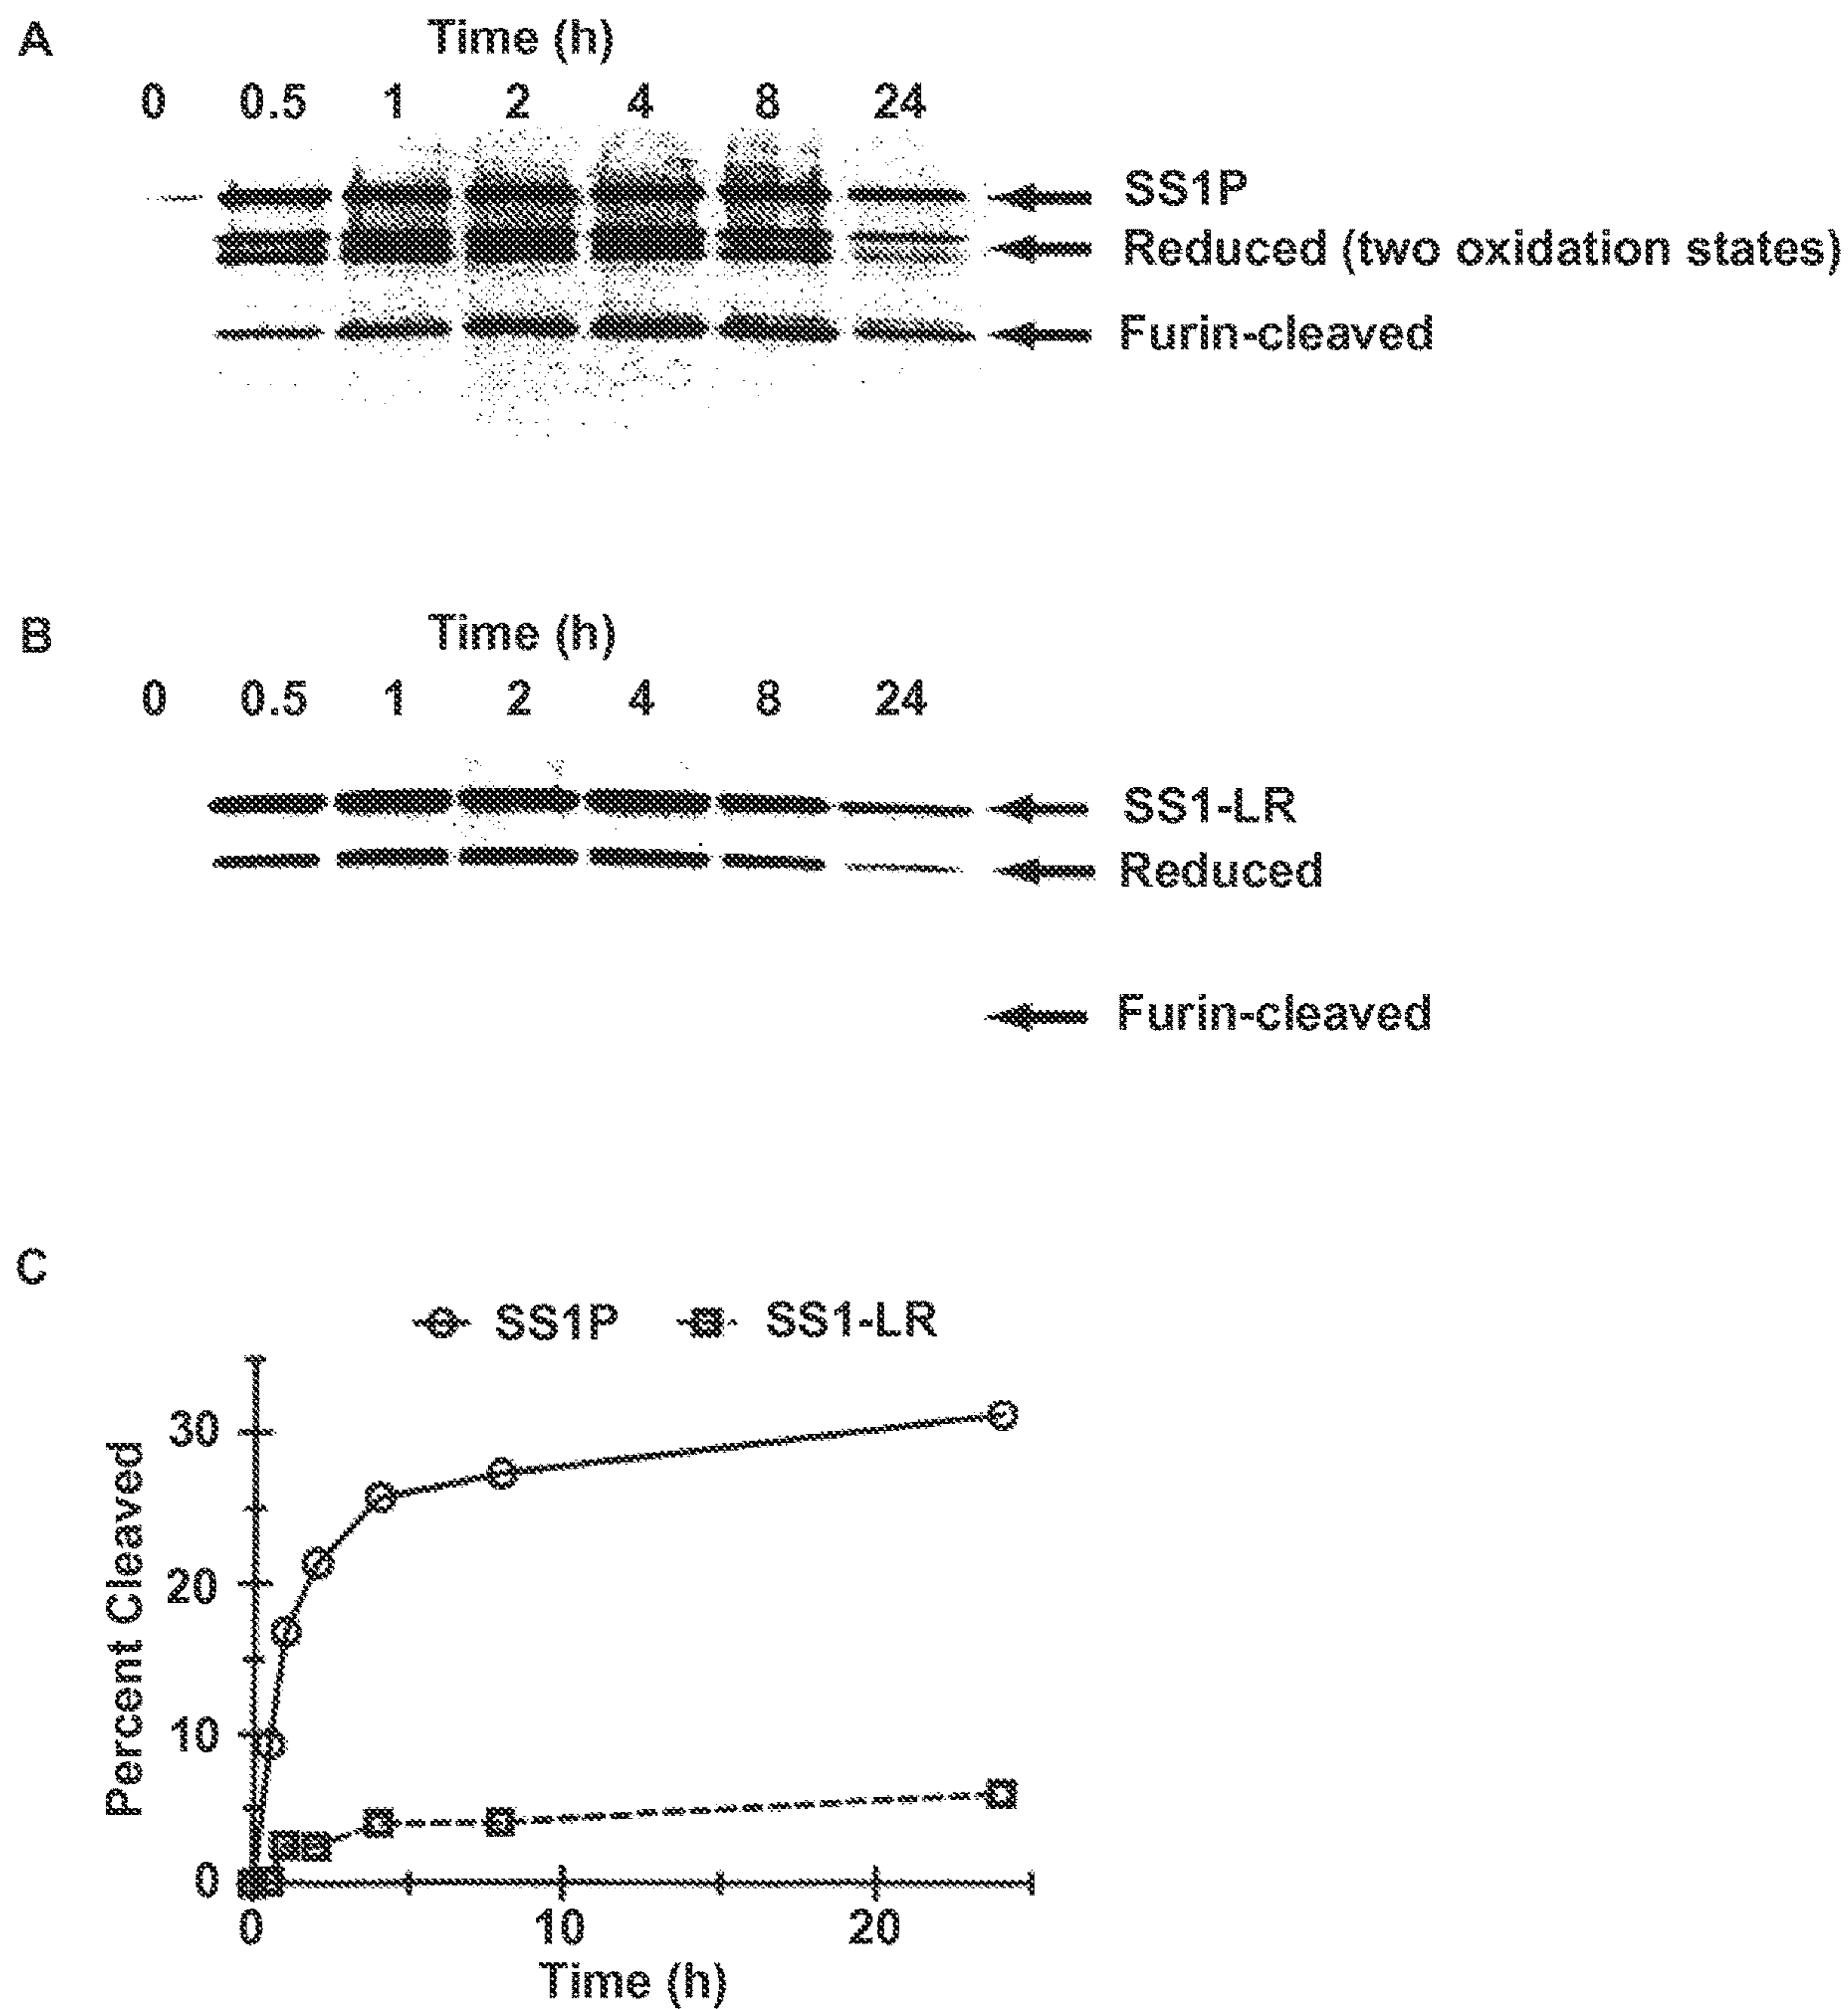 A
Time (h)
0 0.5 1 2 4 8 24
SS1P
Reduced (two oxidation states)
Furin-cleaved
B
Time (h)
0 0.5 1 2 4 8 24
SS1-LR
Reduced
Furin-cleaved
C
SS1P SS1-LR
30
20
10
0
Percent Cleaved
0 10 20
Time (h)